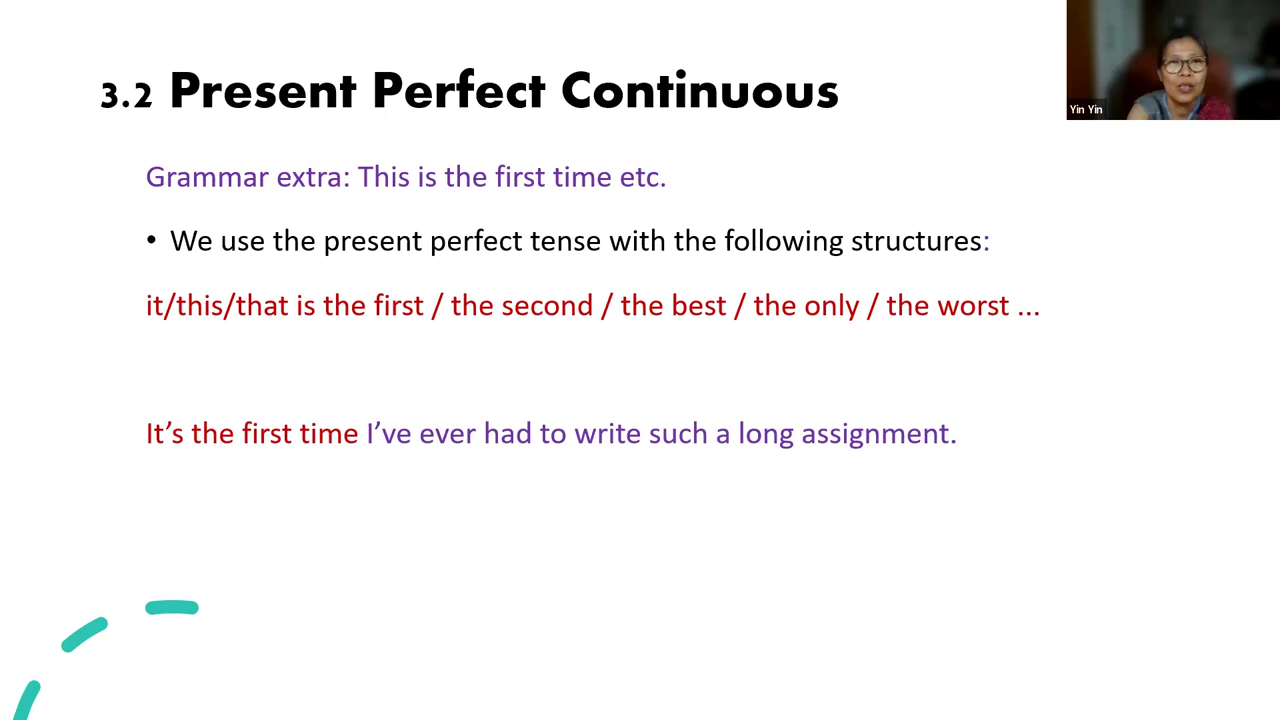 3.2 Present Perfect Continuous
Yin Yin
Grammar extra: This is the first time etc.
• We use the present perfect tense with the following structures:
it/this/that is the first / the second / the best / the only / the worst ...
It’s the first time I’ve ever had to write such a long assignment.